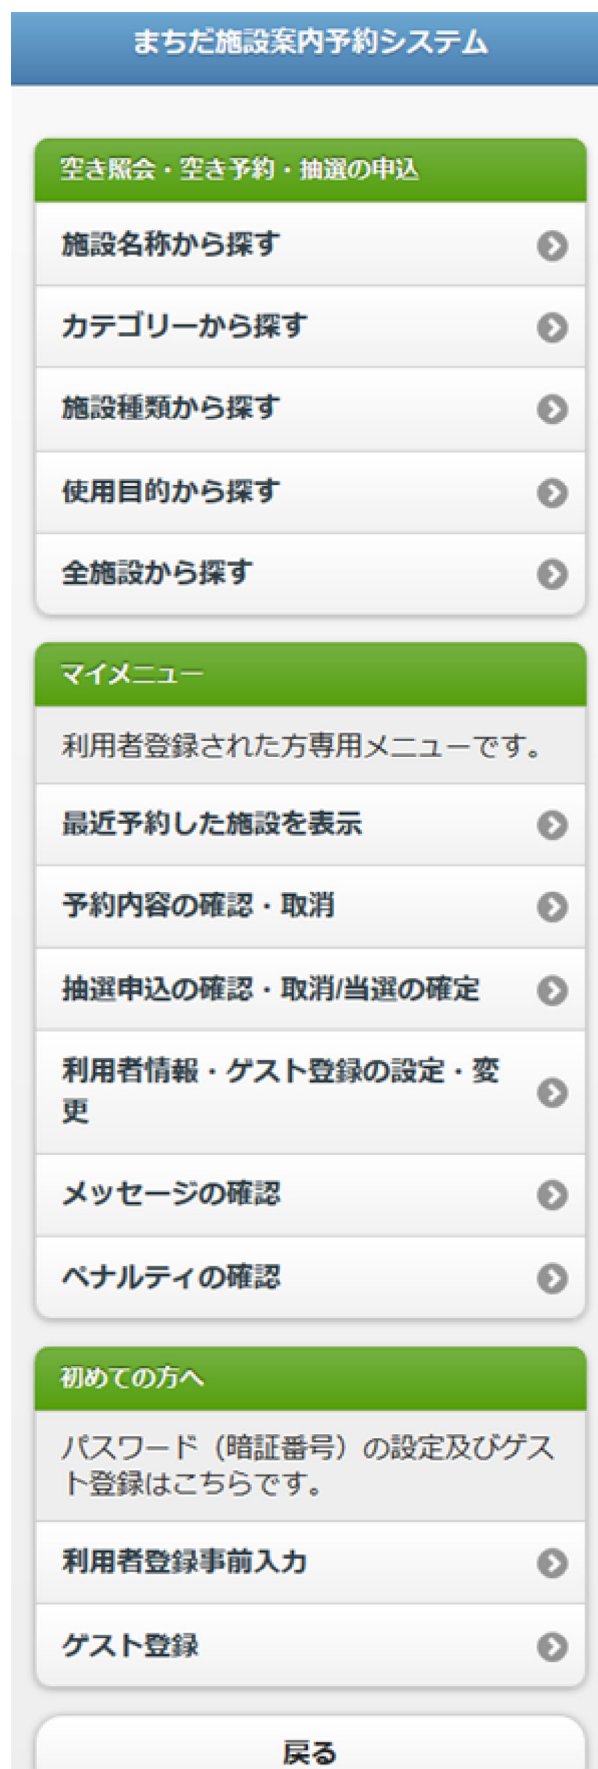 まちだ施設案内予約システム
空き照会・空き予約・抽選の申込
施設名称から探す
カテゴリーから探す
施設種類から探す
使用目的から探す
全施設から探す
マイメニュー
利用者登録された方専用メニューです。
最近予約した施設を表示
予約内容の確認・取消
抽選申込の確認・取消/当選の確定
利用者情報・ゲスト登録の設定・変
更
メッセージの確認
ペナルティの確認
初めての方へ
パスワード（暗証番号）の設定及びゲス
ト登録はこちらです。
利用者登録事前入力
ゲスト登録
戻る